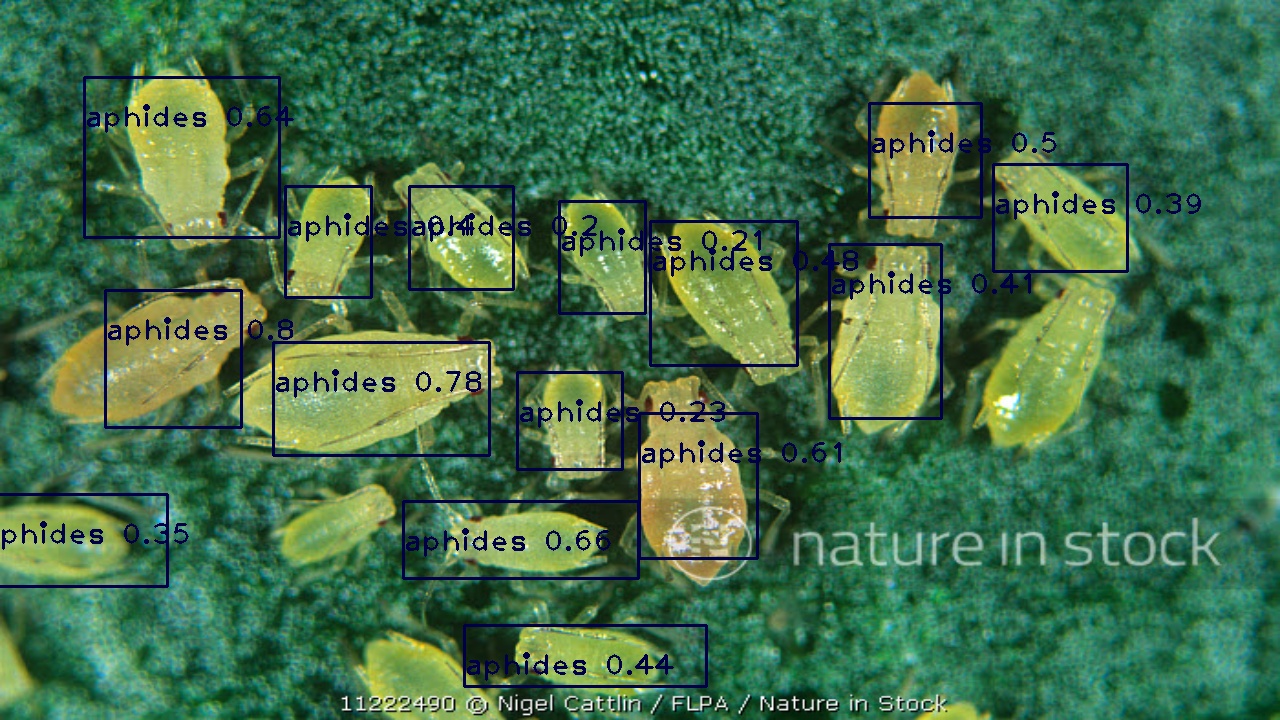 aphides 0.64
aphides 0.5
aphides 0.39
aphides 0.4
aphides 0.2
aphides 0.21
aphides 0.48
aphides 0.41
aphides 0.8
aphides 0.78
aphides 0.23
aphides 0.61
phides 0.35
aphides 0.66
nature in stock
aphides 0.44
11222490 © Nigel Cattlin / FLPA / Nature in Stock